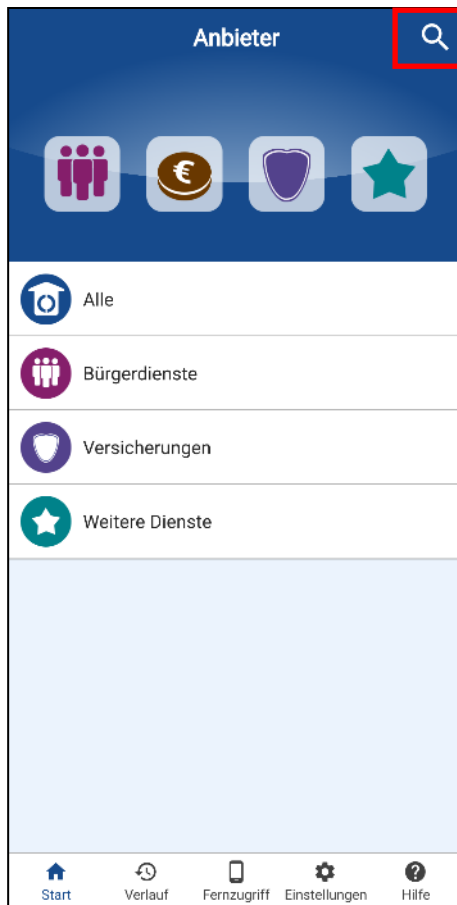 Anbieter
€
Alle
Bürgerdienste
Versicherungen
Weitere Dienste
Start Verlauf Fernzugriff Einstellungen Hilfe